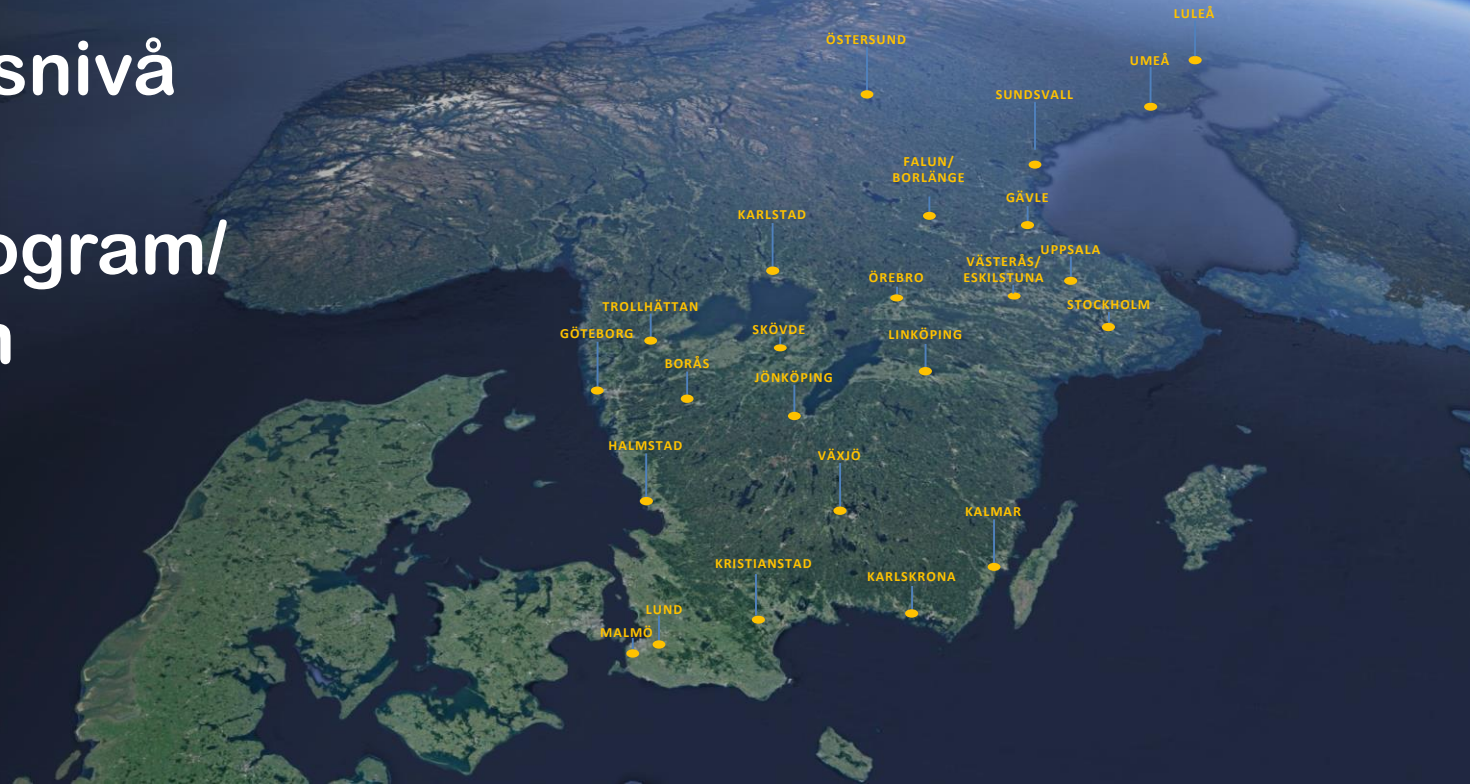 snivå
ogram/
LULEÅ
ÖSTERSUND
UMEÅ
SUNDSVALL
FALUN/
BORLÄNGE
GÄVLE
KARLSTAD
UPPSALA
VÄSTERÅS/
ESKILSTUNA
ÖREBRO
STOCKHOLM
TROLLHÄTTAN
GÖTEBORG
SKÖVDE
LINKÖPING
BORÅS
JÖNKÖPING
HALMSTAD
VÄXJÖ
KALMAR
KRISTIANSTAD
KARLSKRONA
LUND
MALMÖ